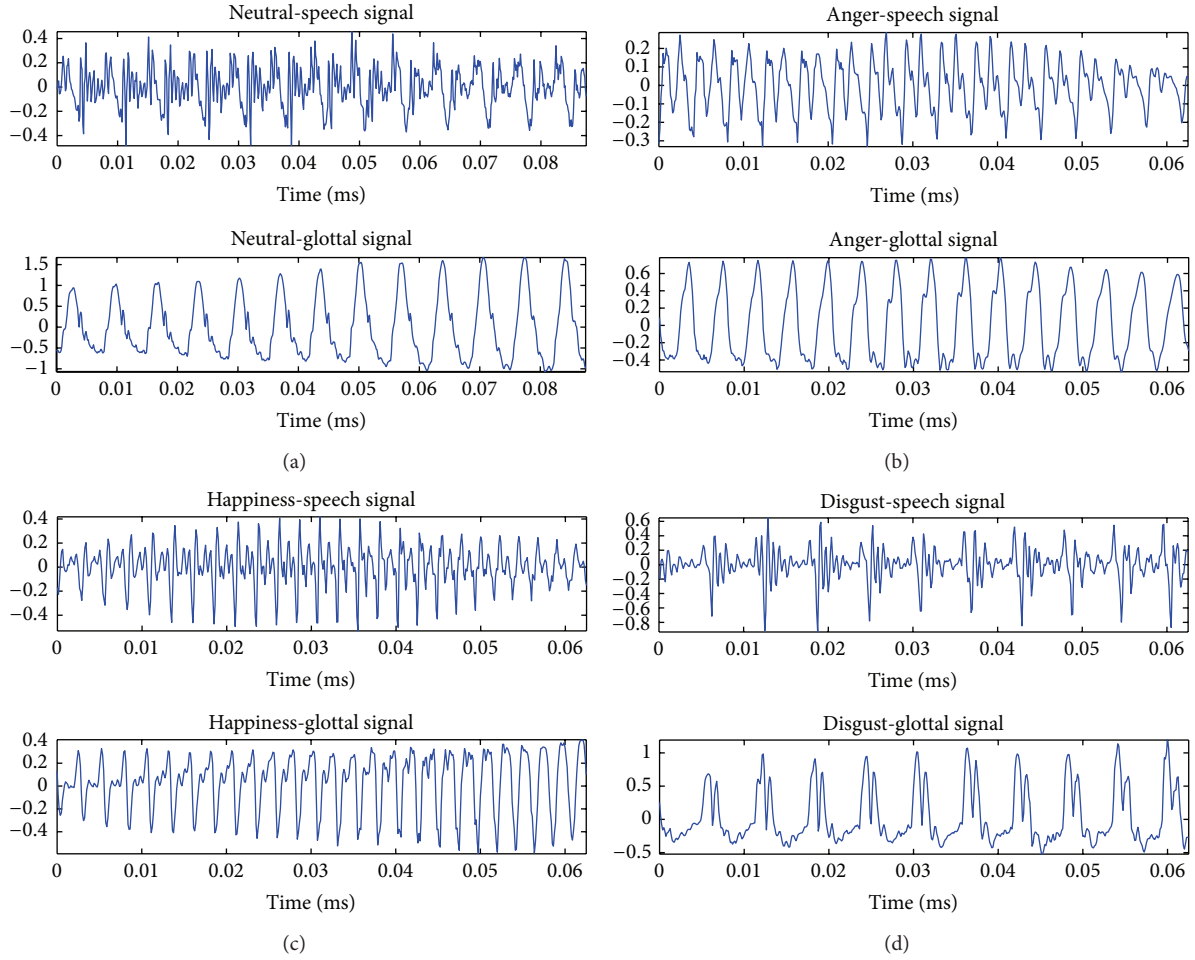 Neutral-speech signal
0.4
0.2
0
−0.2
−0.4
0 0.01 0.02 0.03 0.04 0.05 0.06 0.07 0.08
Time (ms)
Neutral-glottal signal
1.5
1
0.5
0
−0.5
−1
0 0.01 0.02 0.03 0.04 0.05 0.06 0.07 0.08
Time (ms)
(a)
Anger-speech signal
0.2
0.1
0
−0.1
−0.2
−0.3
0 0.01 0.02 0.03 0.04 0.05 0.06
Time (ms)
Anger-glottal signal
0.6
0.4
0.2
0
−0.2
−0.4
0 0.01 0.02 0.03 0.04 0.05 0.06
Time (ms)
(b)
Happiness-speech signal
0.4
0.2
0
−0.2
−0.4
0 0.01 0.02 0.03 0.04 0.05 0.06
Time (ms)
Happiness-glottal signal
0.4
0.2
0
−0.2
−0.4
0 0.01 0.02 0.03 0.04 0.05 0.06
Time (ms)
(c)
Disgust-speech signal
0.6
0.4
0.2
0
−0.2
−0.4
−0.6
−0.8
0 0.01 0.02 0.03 0.04 0.05 0.06
Time (ms)
Disgust-glottal signal
1
0.5
0
−0.5
0 0.01 0.02 0.03 0.04 0.05 0.06
Time (ms)
(d)